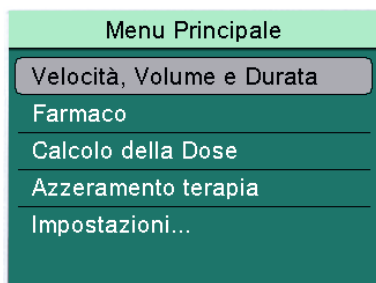 Menu Principale
Velocità, Volume e Durata
Farmaco
Calcolo della Dose
Azzeramento terapia
Impostazioni...